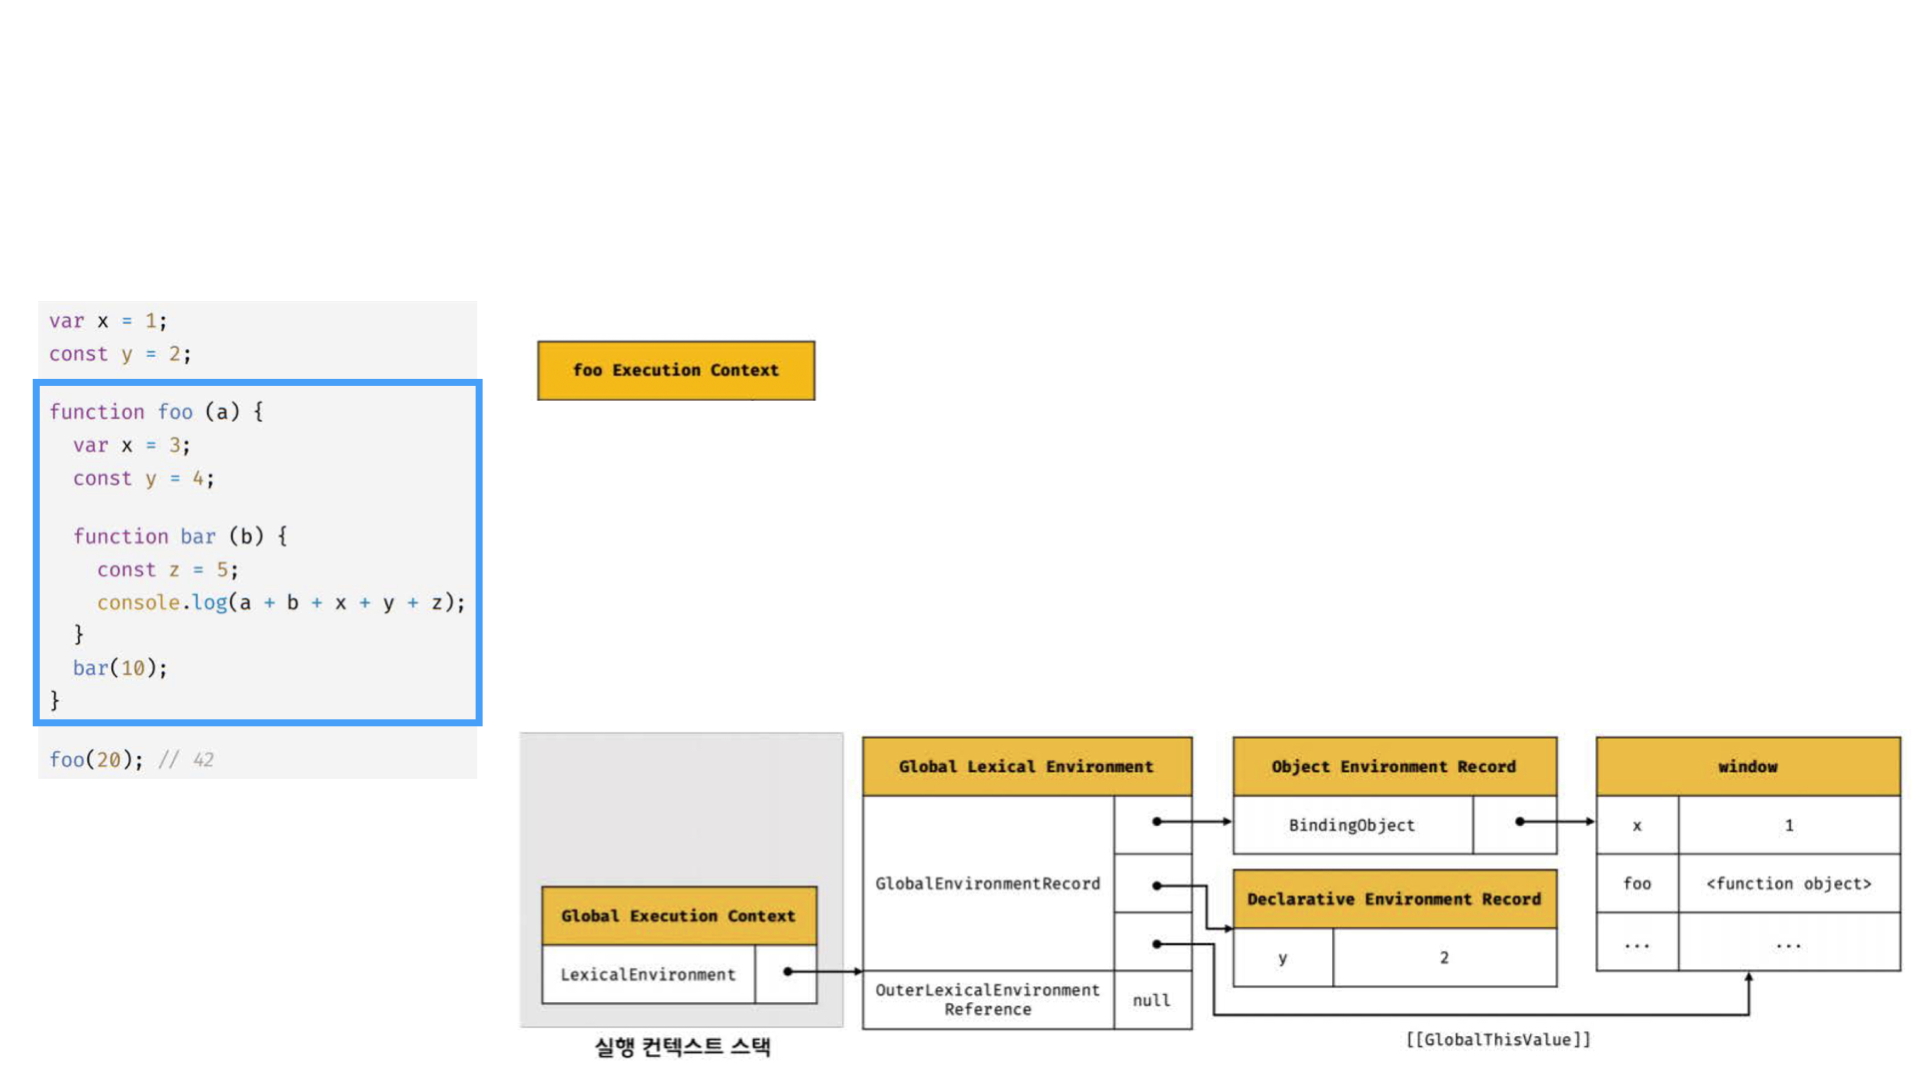 var x = 1;
const y = 2;
function foo (a) {
  var x = 3;
  const y = 4;
  function bar (b) {
    const z = 5;
    console.log(a + b + x + y + z);
  }
  bar(10);
}
foo(20); // 42
foo Execution Context
Global Execution Context
LexicalEnvironment
실행 컨텍스트 스택
Global Lexical Environment
GlobalEnvironmentRecord
OuterLexicalEnvironment
Reference
null
Object Environment Record
BindingObject
Declarative Environment Record
y
2
window
x
1
foo
<function object>
...
...
[[GlobalThisValue]]